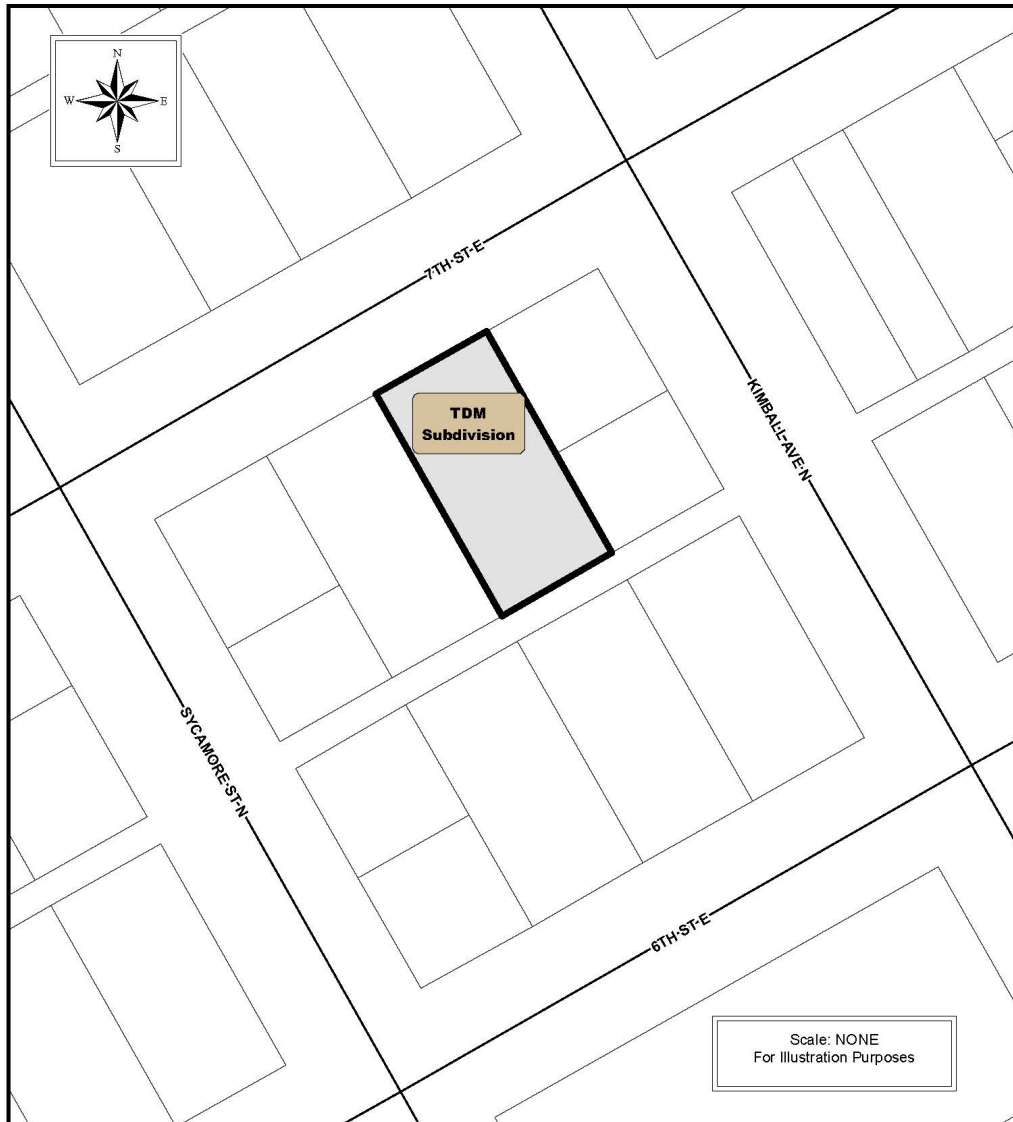 N
W E
S
7TH ST E
TDM
Subdivision
KIMBALL AVE N
SYCAMORE ST N
6TH ST E
Scale: NONE
For Illustration Purposes